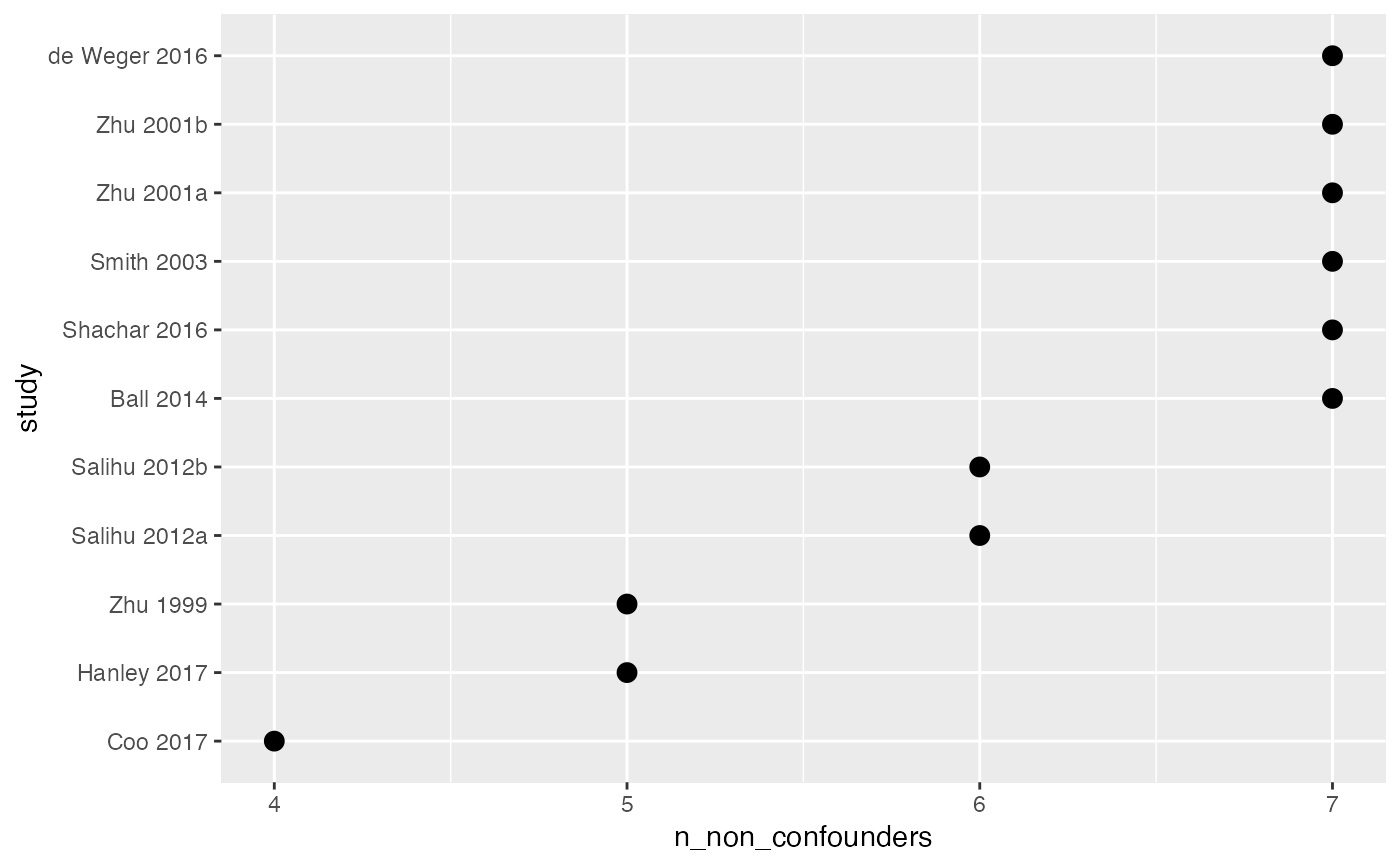 de Weger 2016
Zhu 2001b
Zhu 2001a
Smith 2003
Shachar 2016
Ball 2014
Salihu 2012b
Salihu 2012a
Zhu 1999
Hanley 2017
Coo 2017
study
4 5 6 7
n_non_confounders